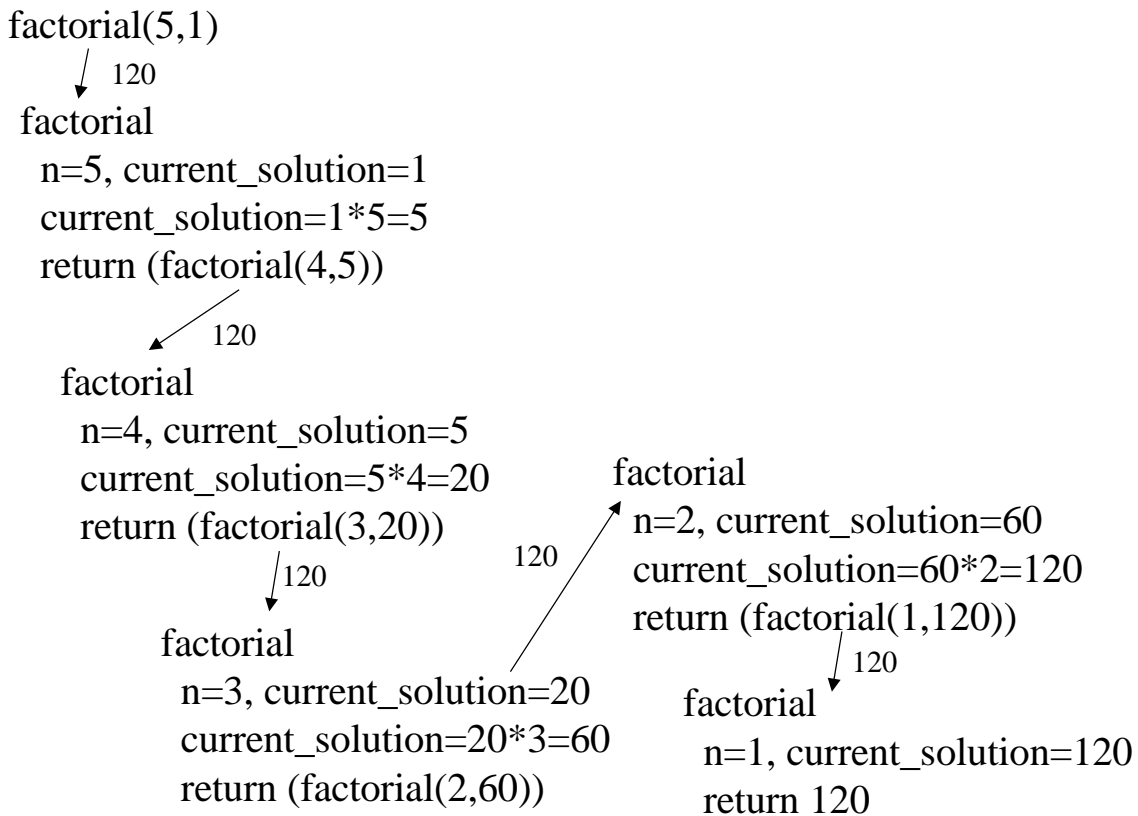 factorial(5,1)
120
factorial
n=5, current_solution=1
current_solution=1*5=5
return (factorial(4,5))
120
factorial
n=4, current_solution=5
current_solution=5*4=20
return (factorial(3,20))
120
factorial
n=3, current_solution=20
current_solution=20*3=60
return (factorial(2,60))
120
factorial
n=2, current_solution=60
current_solution=60*2=120
return (factorial(1,120))
120
factorial
n=1, current_solution=120
return 120